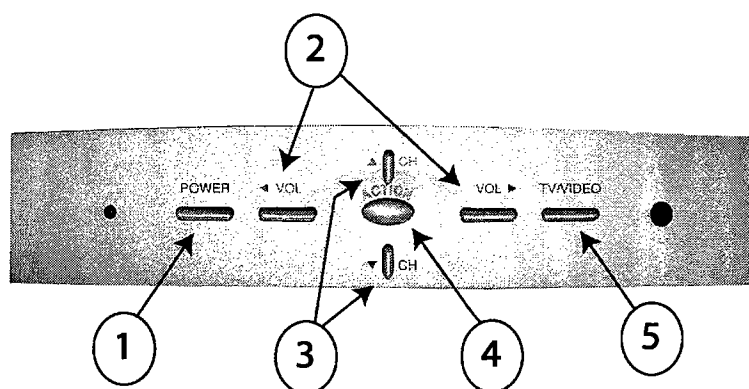 2
▲ CH
POWER
◄ VOL
VOL ►
TV/VIDEO
▼ CH
1
3
4
5